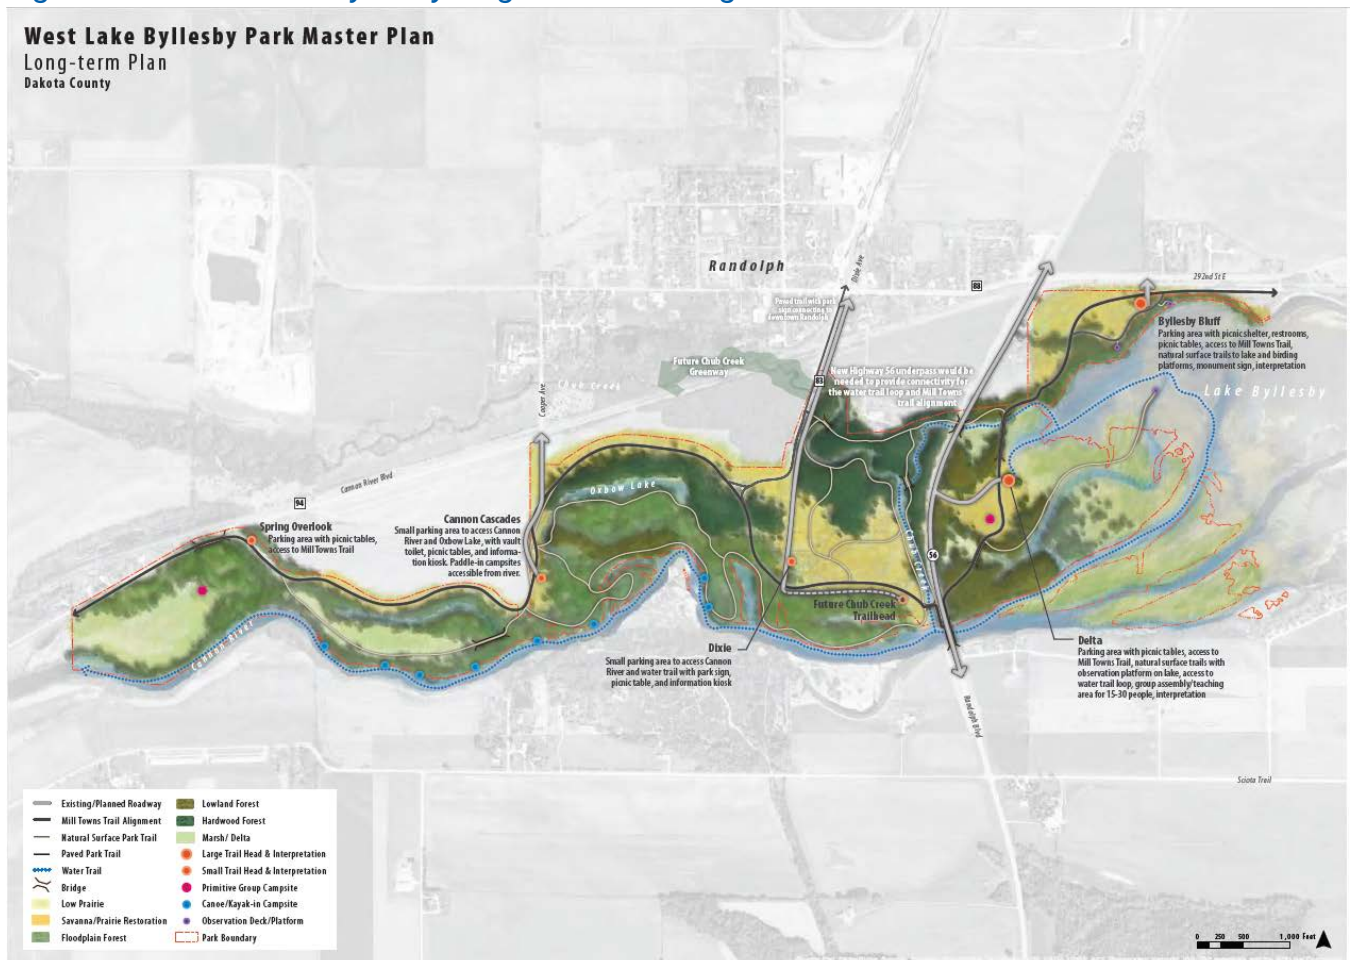 West Lake Byllesby Park Master Plan
Long-term Plan
Dakota County
Randolph
Dixie Ave
88
292nd St E
Paved trail with park
sign connecting to
downtown Randolph
Byllesby Bluff
Parking area with picnic shelter, restrooms,
picnic tables, access to Mill Towns Trail,
natural surface trails to lake and birding
platforms, monument sign, interpretation
Future Chub Creek
Greenway
Chub Creek
Cooper Ave
83
New Highway 56 underpass would be
needed to provide connectivity for
the water trail loop and Mill Towns
trail alignment
Lake Byllesby
Cannon River Blvd
94
Oxbow Lake
Spring Overlook
Parking area with picnic tables,
access to Mill Towns Trail
Cannon Cascades
Small parking area to access Cannon
River and Oxbow Lake, with vault
toilet, picnic tables, and informa-
tion kiosk. Paddle-in campsites
accessible from river.
56
Chub Creek
Future Chub Creek
Trailhead
Cannon River
Dixie
Small parking area to access Cannon
River and water trail with park sign,
picnic table, and information kiosk
Delta
Parking area with picnic tables, access to
Mill Towns Trail, natural surface trails with
observation platform on lake, access to
water trail loop, group assembly/teaching
area for 15-30 people, interpretation
Randolph Blvd
Sciota Trail
Existing/Planned Roadway
Mill Towns Trail Alignment
Natural Surface Park Trail
Paved Park Trail
Water Trail
Bridge
Low Prairie
Savanna/Prairie Restoration
Floodplain Forest
Lowland Forest
Hardwood Forest
Marsh/ Delta
Large Trail Head & Interpretation
Small Trail Head & Interpretation
Primitive Group Campsite
Canoe/Kayak-in Campsite
Observation Deck/Platform
Park Boundary
0 250 500 1,000 Feet